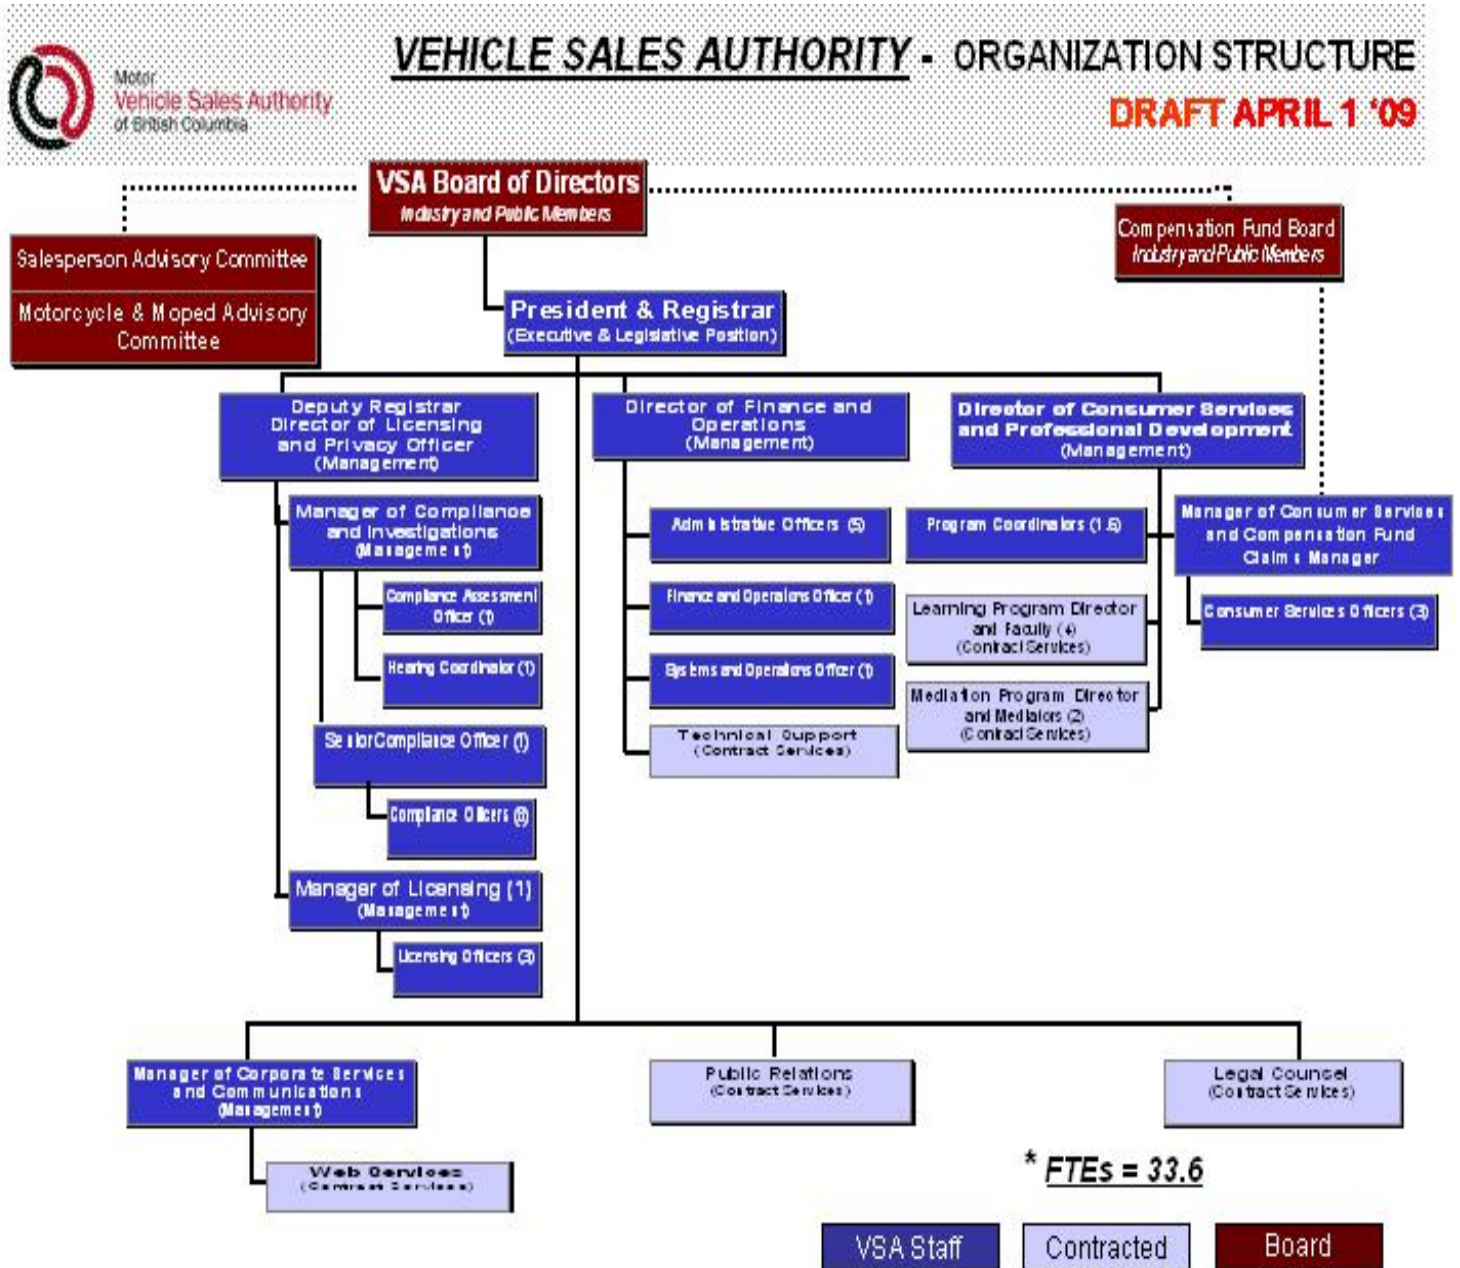 Motor
Vehicle Sales Authority
of British Columbia
VEHICLE SALES AUTHORITY - ORGANIZATION STRUCTURE
DRAFT APRIL 1 '09
VSA Board of Directors
Industry and Public Members
Salesperson Advisory Committee
Motorcycle & Moped Advisory
Committee
Compensation Fund Board
Industry and Public Members
President & Registrar
(Executive & Legislative Position)
Deputy Registrar
Director of Licensing
and Privacy Officer
(Management)
Director of Finance and
Operations
(Management)
Director of Consumer Services
and Professional Development
(Management)
Manager of Compliance
and Investigations
(Management)
Compliance Assessment
Officer (1)
Hearing Coordinator (1)
Senior Compliance Officer (1)
Compliance Officers
Manager of Licensing (1)
(Management)
Licensing Officers (3)
Administrative Officers (5)
Finance and Operations Officer (1)
Systems and Operations Officer (1)
Technical Support
(Contract Services)
Program Coordinators (1.6)
Learning Program Director
and Faculty (4)
(Contract Services)
Mediation Program Director
and Mediators (2)
(Contract Services)
Manager of Consumer Services
and Compensation Fund
Claims Manager
Consumer Services Officers (3)
Manager of Corporate Services
and Communications
(Management)
Web Services
(Contract Services)
Public Relations
(Contract Services)
Legal Counsel
(Contract Services)
* FTEs = 33.6
VSA Staff
Contracted
Board